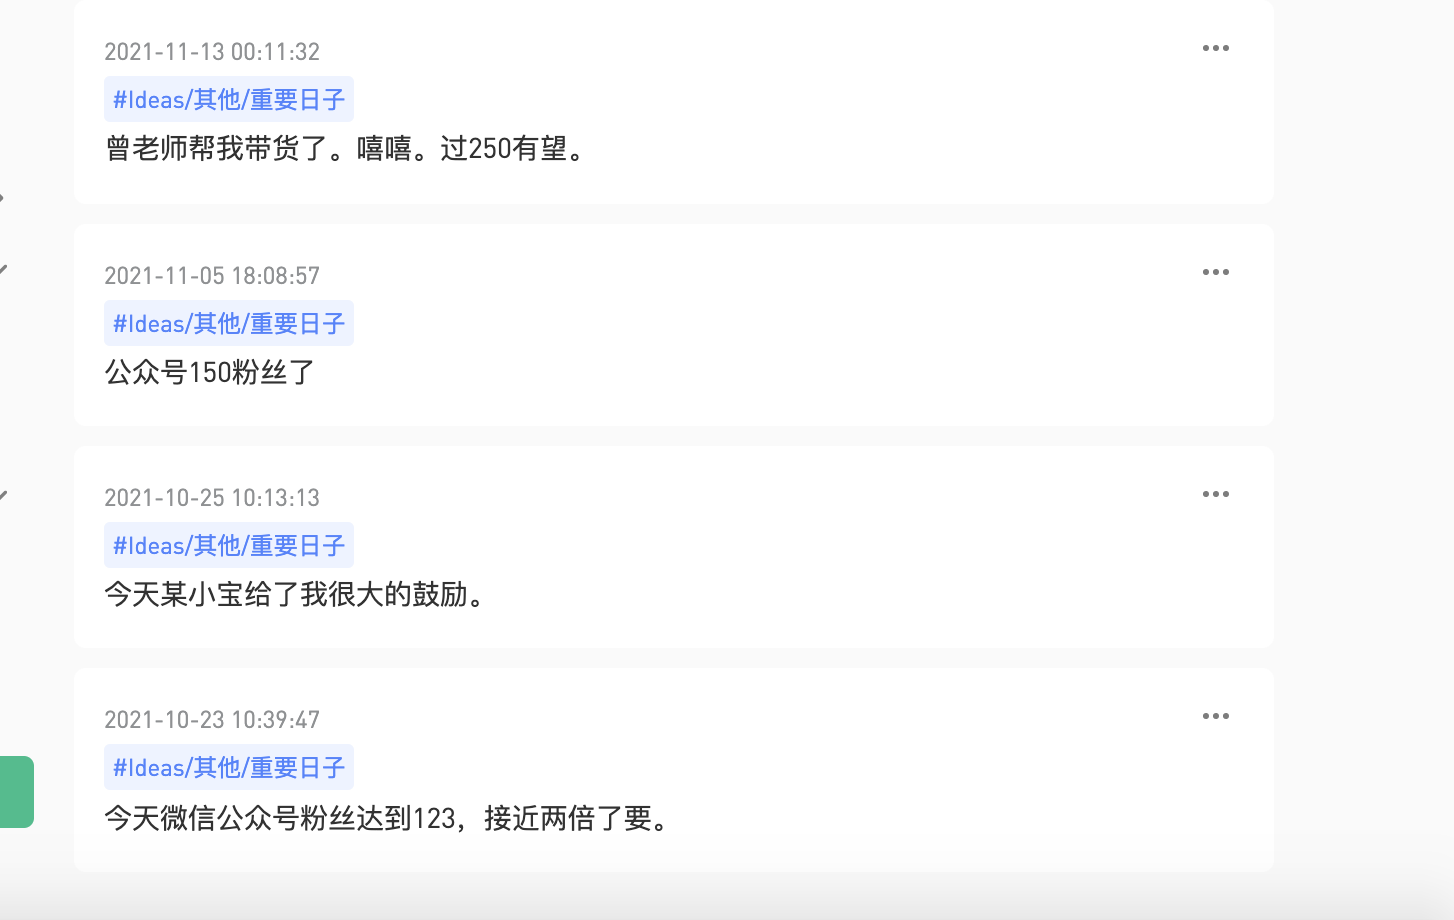 2021-11-13 00:11:32
#Ideas/其他/重要日子
曾老师帮我带货了。嘻嘻。过250有望。
2021-11-05 18:08:57
#Ideas/其他/重要日子
公众号150粉丝了
2021-10-25 10:13:13
#Ideas/其他/重要日子
今天某小宝给了我很大的鼓励。
2021-10-23 10:39:47
#Ideas/其他/重要日子
今天微信公众号粉丝达到123，接近两倍了要。